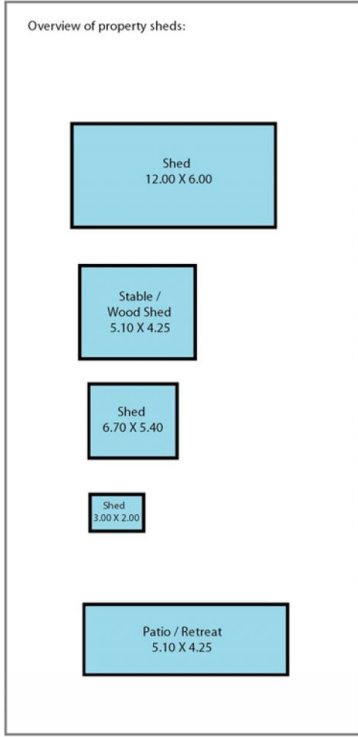 Overview of property sheds:
Shed
12.00 X 6.00
Stable /
Wood Shed
5.10 X 4.25
Shed
6.70 X 5.40
Shed
3.00 X 2.00
Patio / Retreat
5.10 X 4.25